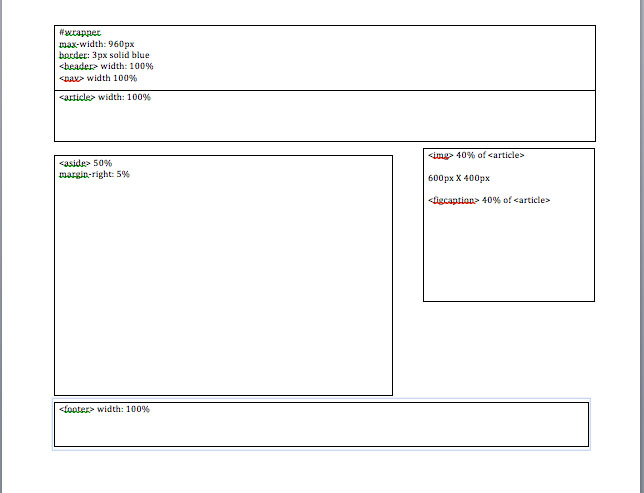 #wrapper
max-width: 960px
border: 3px solid blue
<header> width: 100%
<nav> width 100%
<article> width: 100%
<aside> 50%
margin-right: 5%
<img> 40% of <article>
600px X 400px
<figcaption> 40% of <article>
<footer> width: 100%